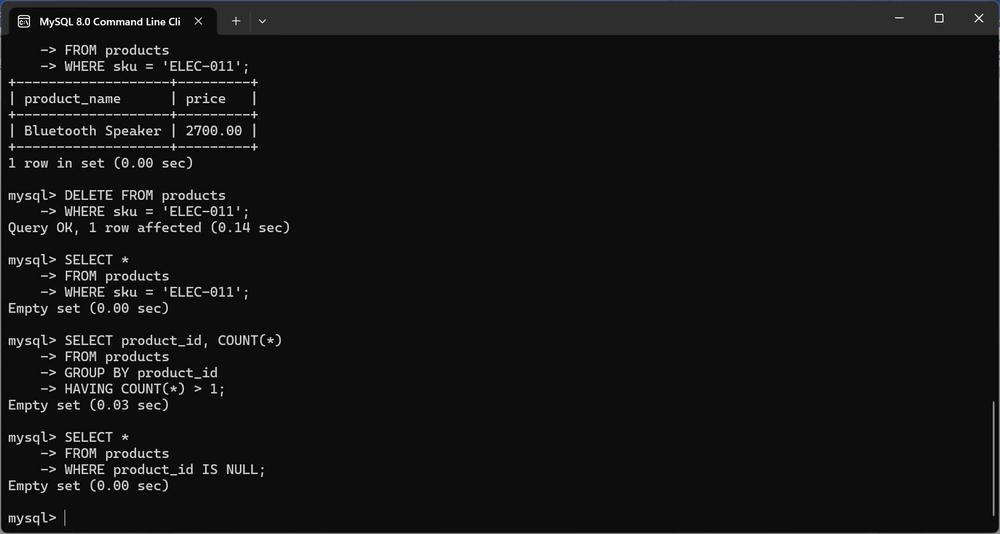 MySQL 8.0 Command Line Cli
    -> FROM products
    -> WHERE sku = 'ELEC-011';
+-------------------+---------+
| product_name      | price   |
+-------------------+---------+
| Bluetooth Speaker | 2700.00 |
+-------------------+---------+
1 row in set (0.00 sec)

mysql> DELETE FROM products
    -> WHERE sku = 'ELEC-011';
Query OK, 1 row affected (0.14 sec)

mysql> SELECT *
    -> FROM products
    -> WHERE sku = 'ELEC-011';
Empty set (0.00 sec)

mysql> SELECT product_id, COUNT(*)
    -> FROM products
    -> GROUP BY product_id
    -> HAVING COUNT(*) > 1;
Empty set (0.03 sec)

mysql> SELECT *
    -> FROM products
    -> WHERE product_id IS NULL;
Empty set (0.00 sec)

mysql>